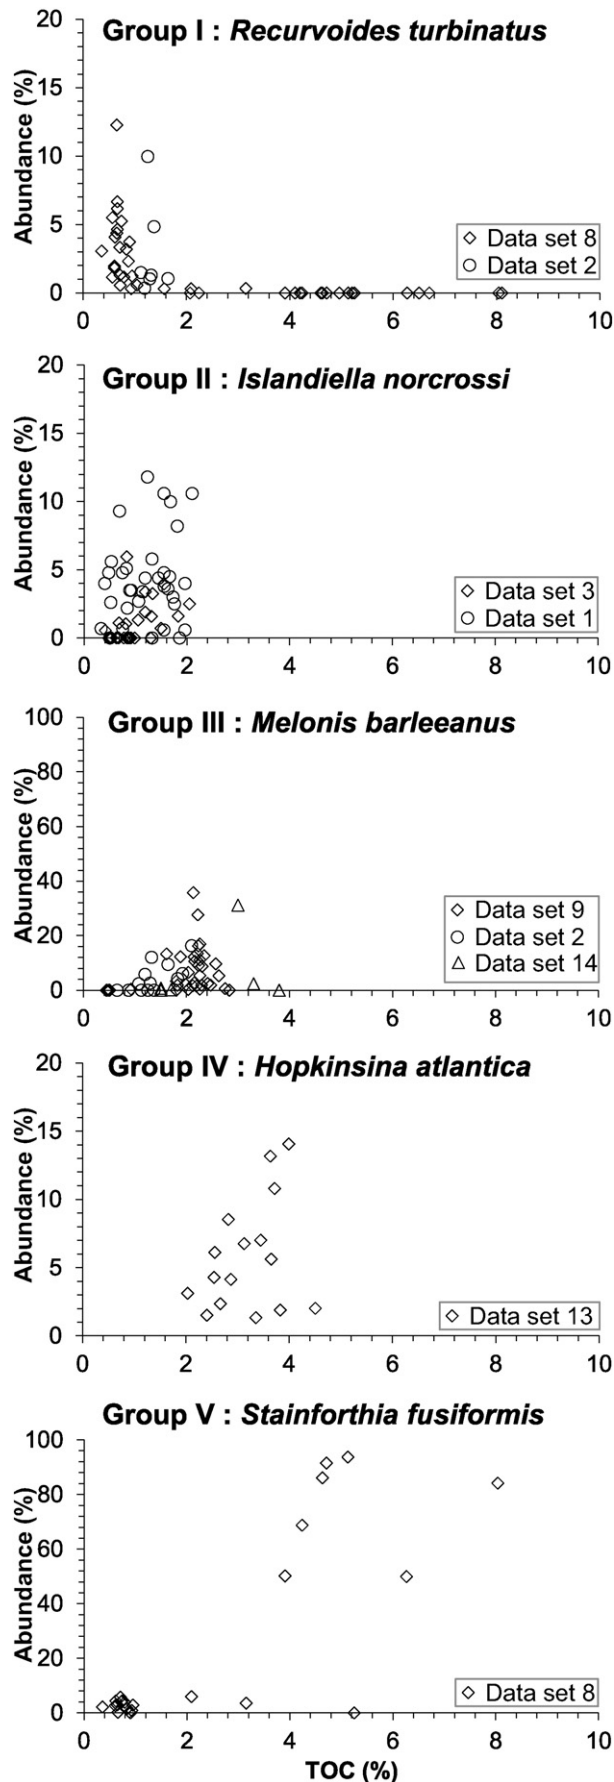 Group I : Recurvoides turbinatus
Abundance (%)
20
15
10
5
0
Data set 8
Data set 2
0 2 4 6 8 10
Group II : Islandiella norcrossi
Abundance (%)
20
15
10
5
0
Data set 3
Data set 1
0 2 4 6 8 10
Group III : Melonis barleeanus
Abundance (%)
100
80
60
40
20
0
Data set 9
Data set 2
Data set 14
0 2 4 6 8 10
Group IV : Hopkinsina atlantica
Abundance (%)
20
15
10
5
0
Data set 13
0 2 4 6 8 10
Group V : Stainforthia fusiformis
Abundance (%)
100
80
60
40
20
0
Data set 8
0 2 4 6 8 10
TOC (%)